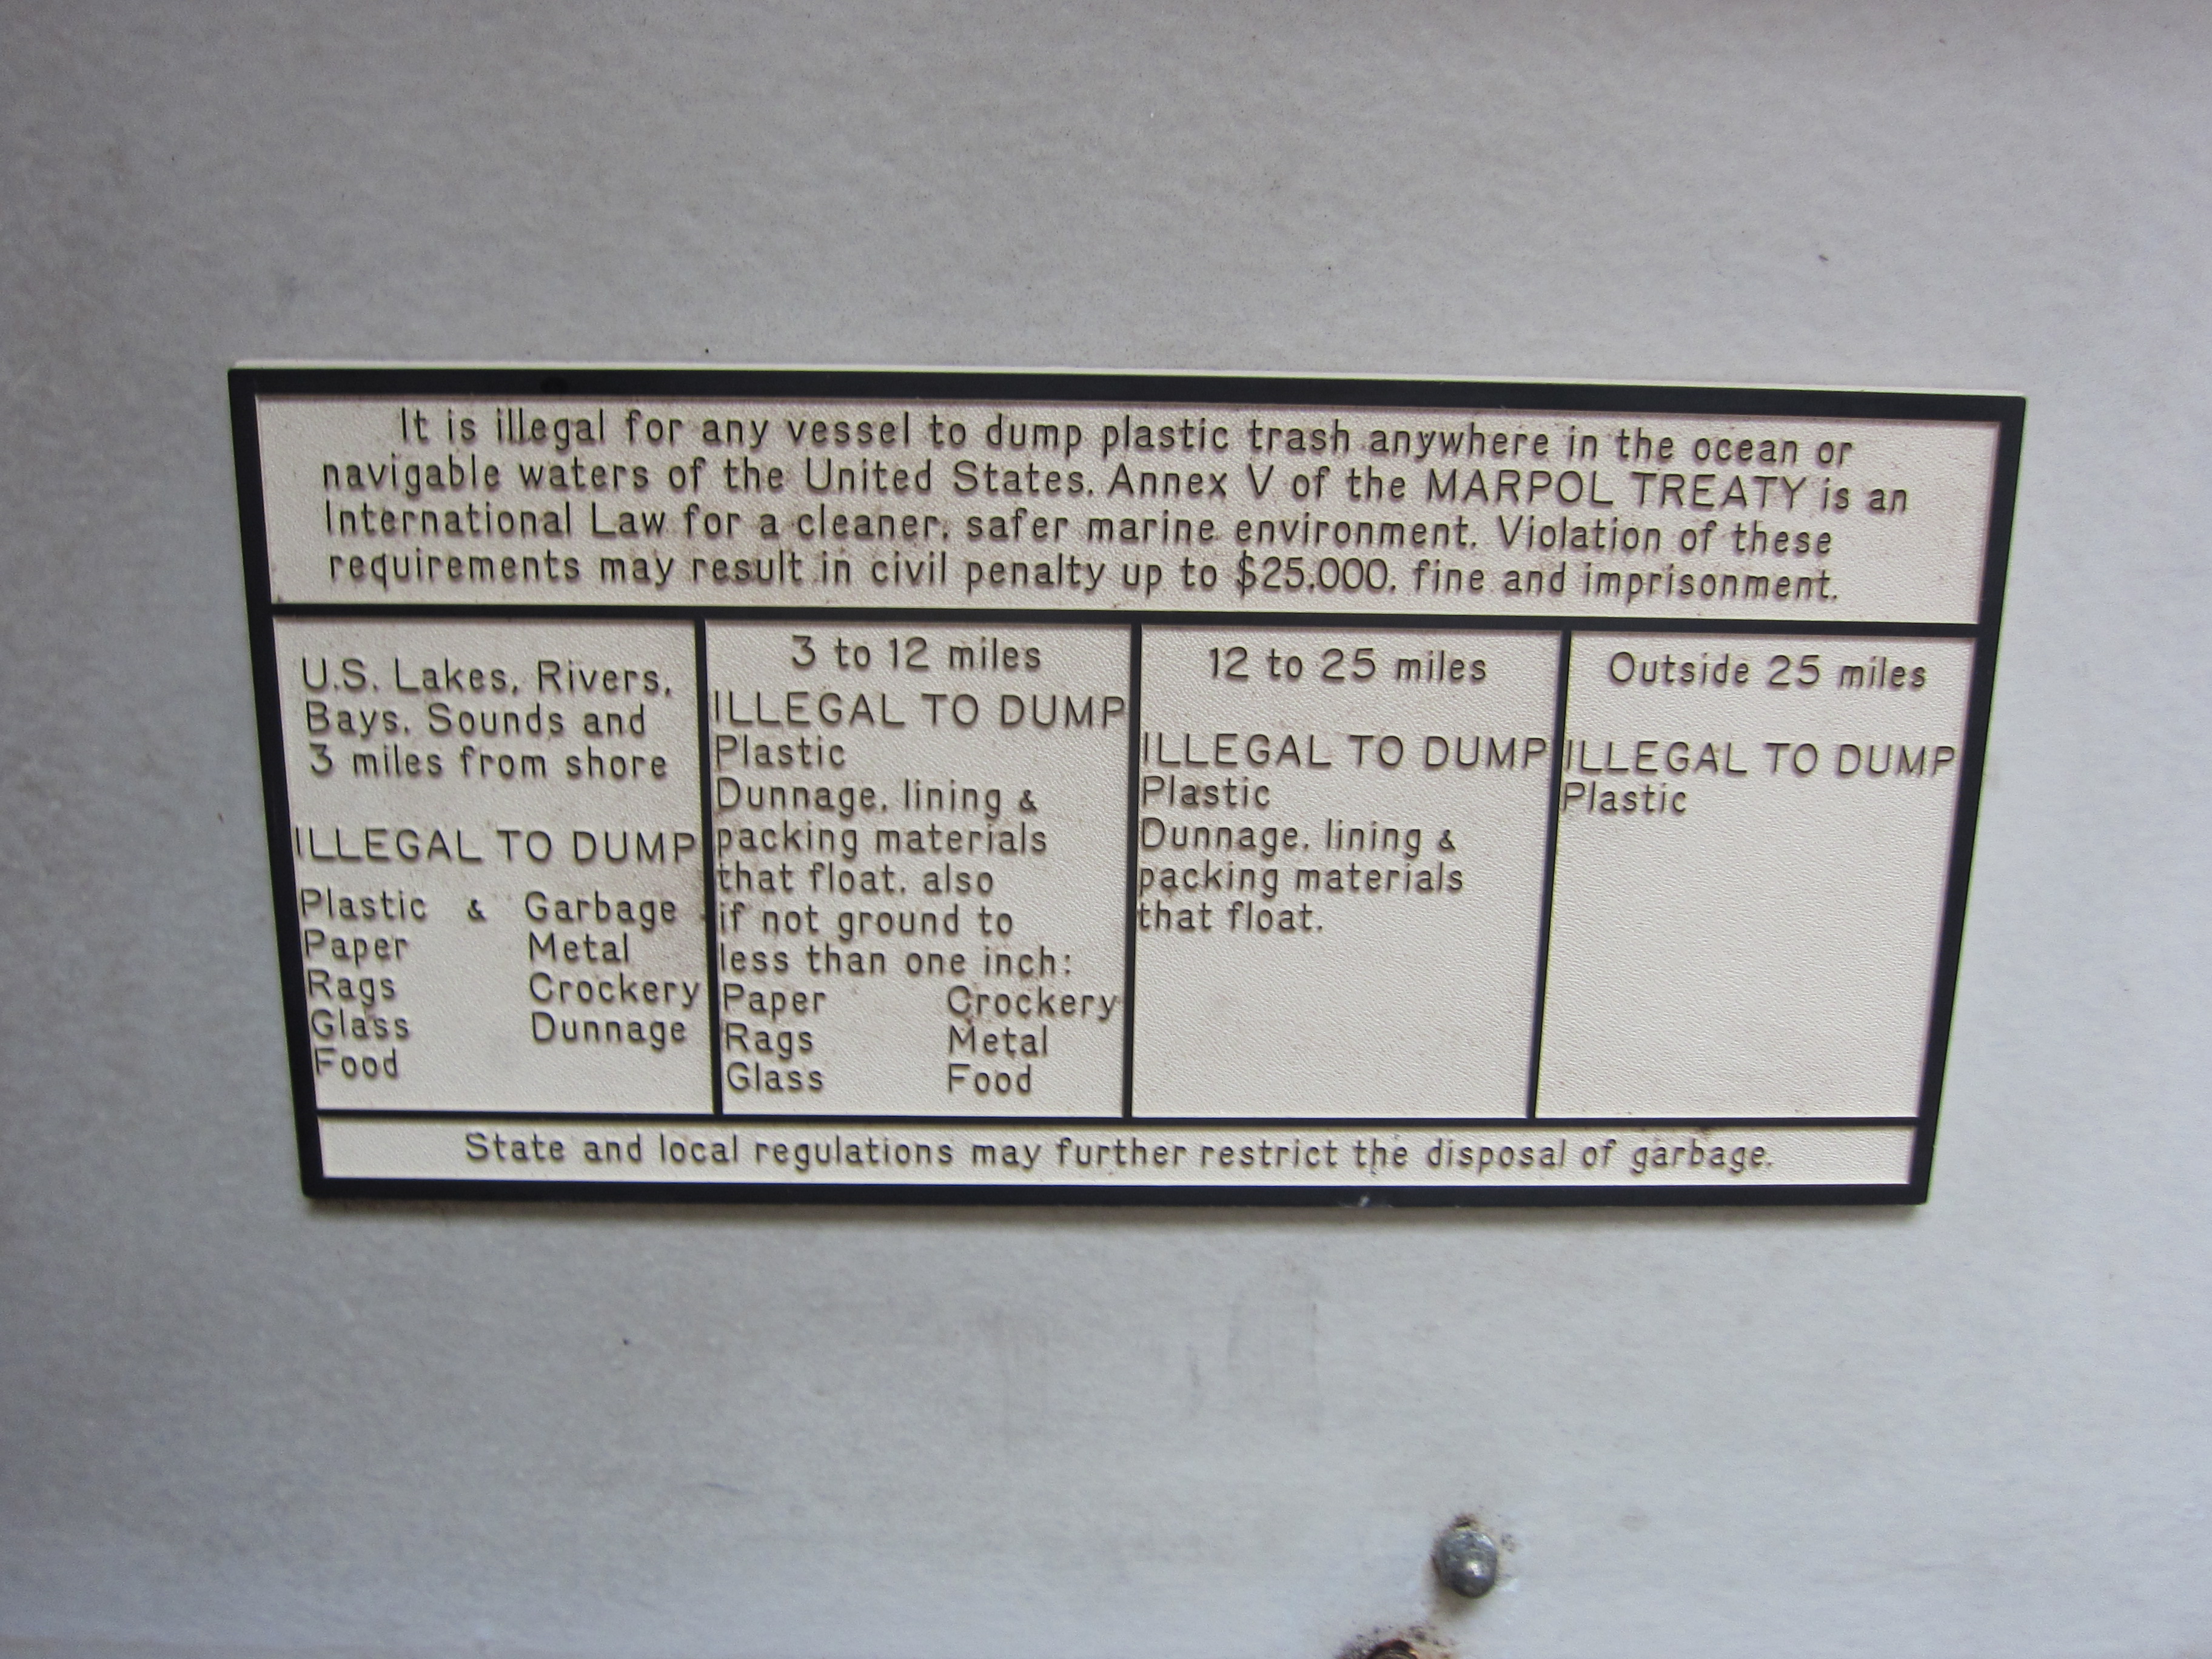 It is illegal for any vessel to dump plastic trash anywhere in the ocean or
navigable waters of the United States. Annex V of the MARPOL TREATY is an
International Law for a cleaner, safer marine environment. Violation of these
requirements may result in civil penalty up to $25,000, fine and imprisonment.
U.S. Lakes, Rivers,
Bays, Sounds and
3 miles from shore
ILLEGAL TO DUMP
Plastic & Garbage
Paper Metal
Rags Crockery
Glass Dunnage
Food
3 to 12 miles
ILLEGAL TO DUMP
Plastic
Dunnage, lining &
packing materials
that float, also
if not ground to
less than one inch:
Paper Crockery
Rags Metal
Glass Food
12 to 25 miles
ILLEGAL TO DUMP
Plastic
Dunnage, lining &
packing materials
that float.
Outside 25 miles
ILLEGAL TO DUMP
Plastic
State and local regulations may further restrict the disposal of garbage.